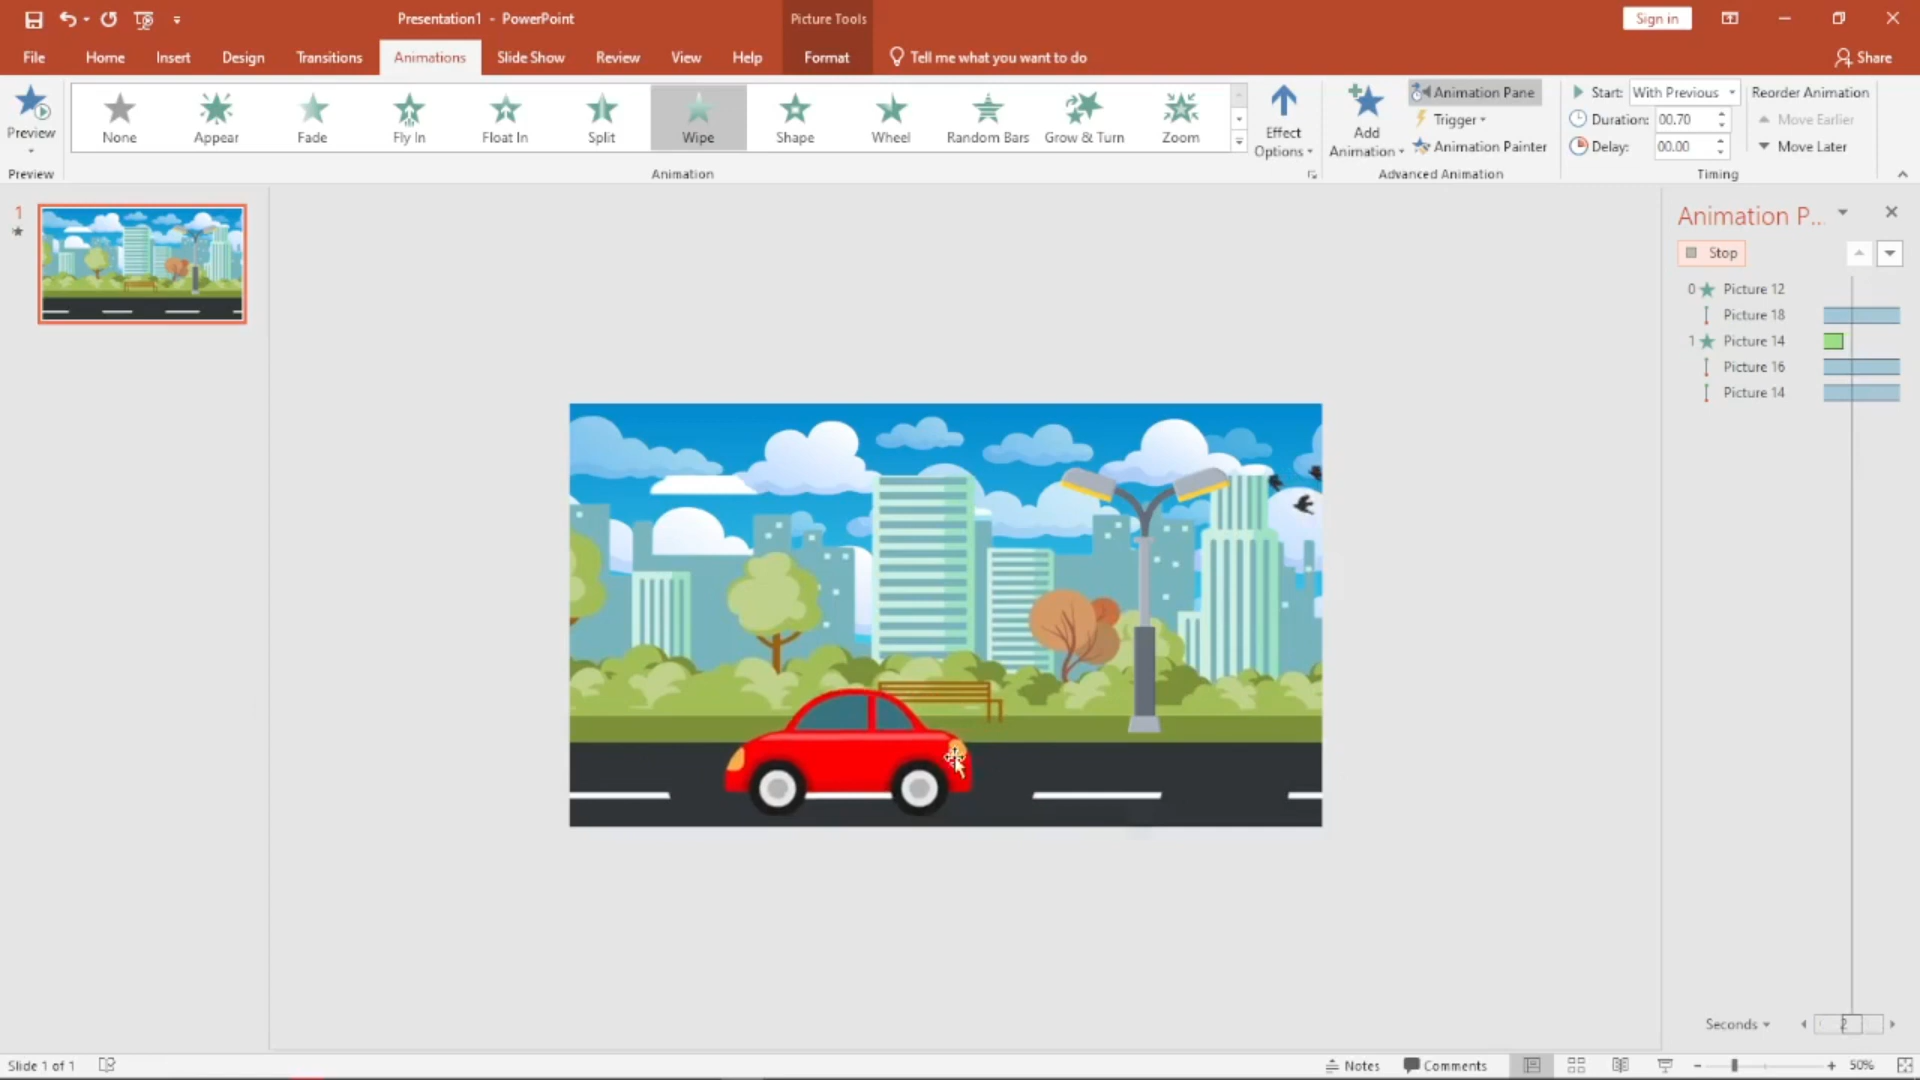 Presentation1 - PowerPoint
Picture Tools
Sign in
File
Home
Insert
Design
Transitions
Animations
Slide Show
Review
View
Help
Format
Tell me what you want to do
Share
Preview
None
Appear
Fade
Fly In
Float In
Split
Wipe
Shape
Wheel
Random Bars
Grow & Turn
Zoom
Effect
Options
Add
Animation
Animation Pane
Trigger
Animation Painter
Start: With Previous
Duration: 00.70
Delay: 00.00
Reorder Animation
Move Earlier
Move Later
Preview
Animation
Advanced Animation
Timing
1
Animation P...
Stop
0 Picture 12
Picture 18
1 Picture 14
Picture 16
Picture 14
Seconds
2
Slide 1 of 1
Notes
Comments
50%